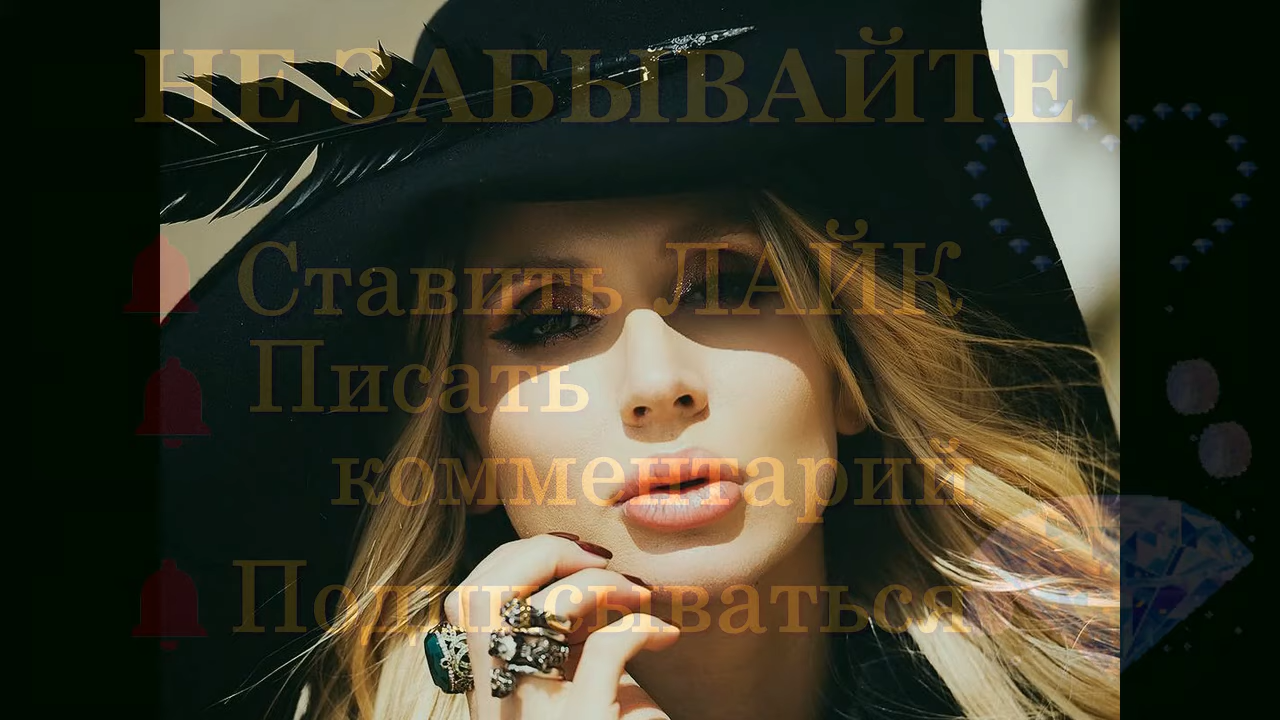 НЕ ЗАБЫВАЙТЕ
Ставить ЛАЙК
Писать
комментарий
Подписываться